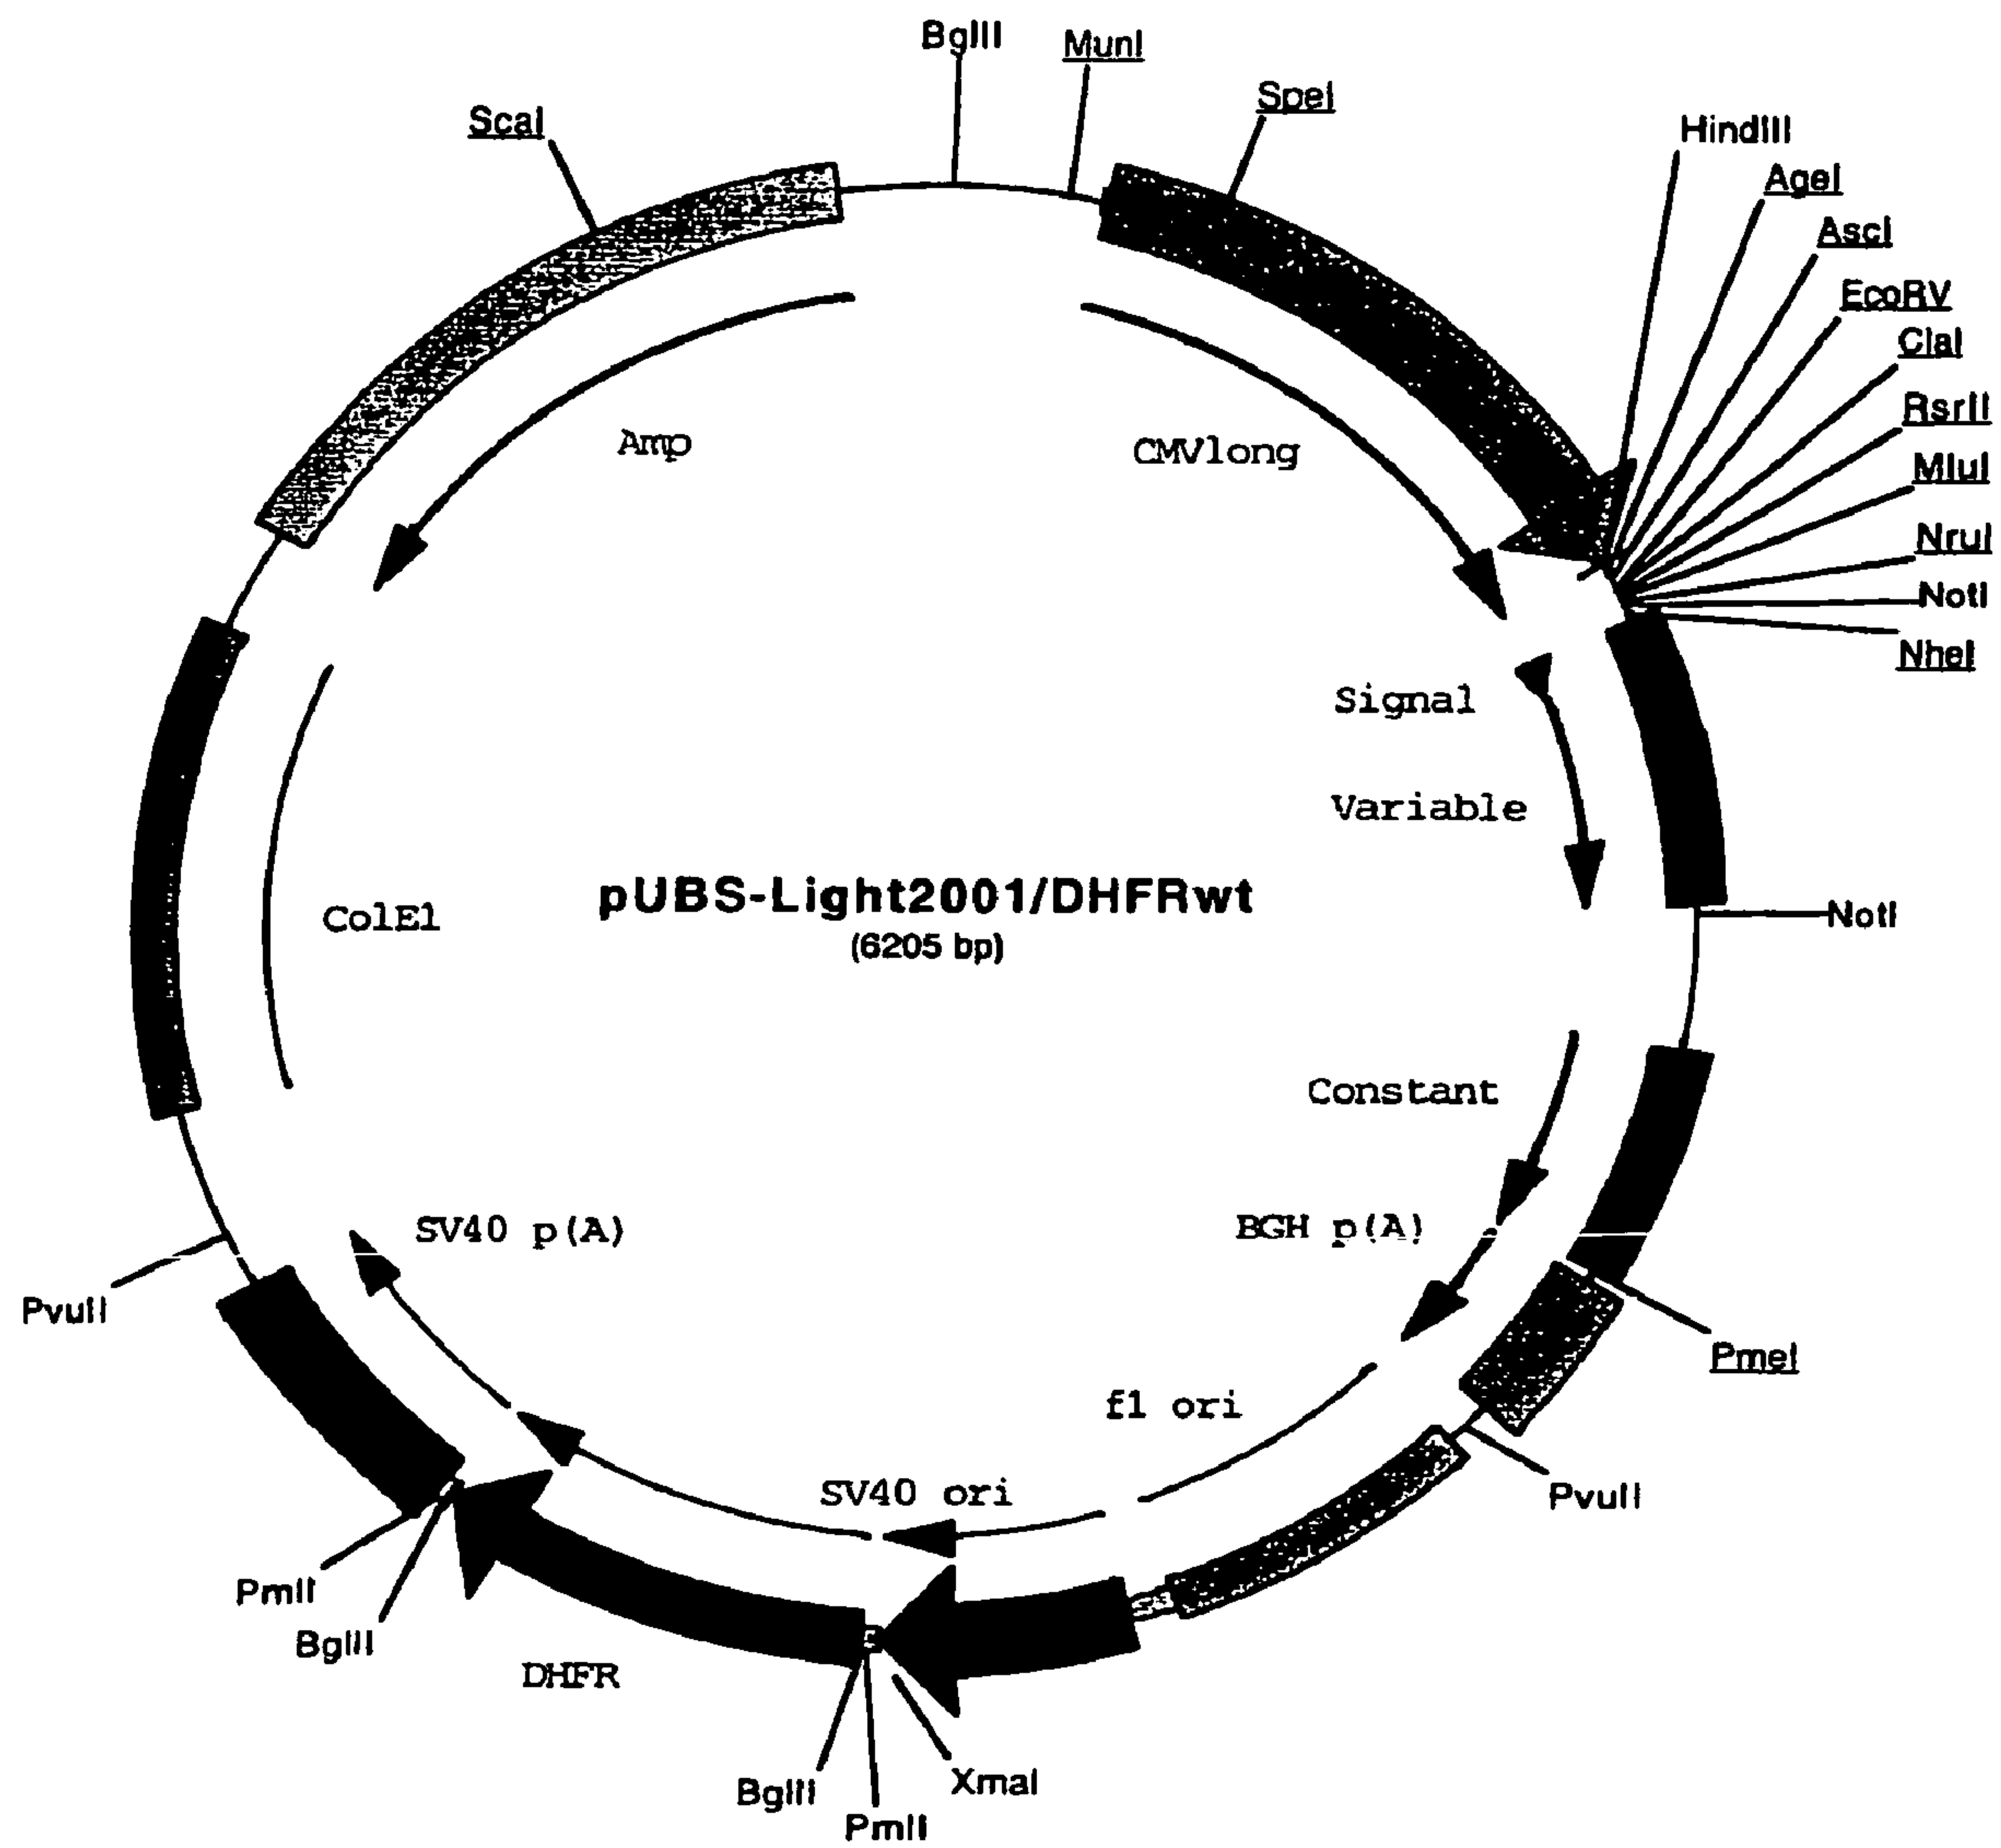 BglII
MunI
SpeI
ScaI
HindIII
AgeI
AscI
EcoRV
ClaI
RsrII
MluI
NruI
NotI
NheI
Amp
CMVlong
Signal
Variable
pUBS-Light2001/DHFRwt
(6205 bp)
ColE1
NotI
Constant
SV40 p(A)
BGH p(A)
PvuII
PmeI
f1 ori
SV40 ori
PvuII
PmlI
BglII
DHFR
XmaI
BglII
PmlI